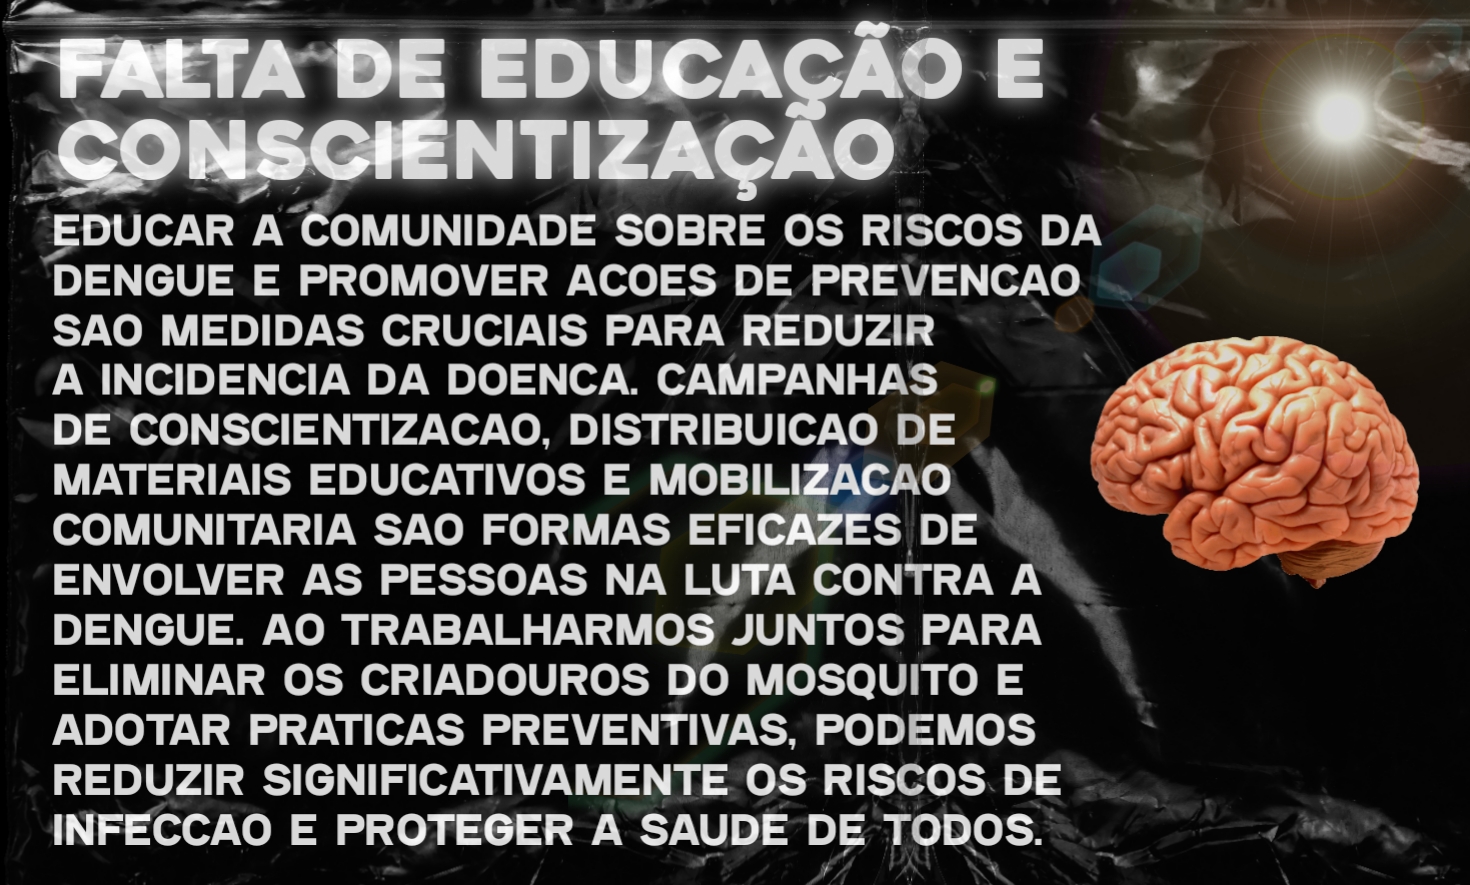 FALTA DE EDUCAÇÃO E
CONSCIENTIZAÇÃO
EDUCAR A COMUNIDADE SOBRE OS RISCOS DA
DENGUE E PROMOVER ACOES DE PREVENCAO
SAO MEDIDAS CRUCIAIS PARA REDUZIR
A INCIDENCIA DA DOENCA. CAMPANHAS
DE CONSCIENTIZACAO, DISTRIBUICAO DE
MATERIAIS EDUCATIVOS E MOBILIZACAO
COMUNITARIA SAO FORMAS EFICAZES DE
ENVOLVER AS PESSOAS NA LUTA CONTRA A
DENGUE. AO TRABALHARMOS JUNTOS PARA
ELIMINAR OS CRIADOUROS DO MOSQUITO E
ADOTAR PRATICAS PREVENTIVAS, PODEMOS
REDUZIR SIGNIFICATIVAMENTE OS RISCOS DE
INFECCAO E PROTEGER A SAUDE DE TODOS.